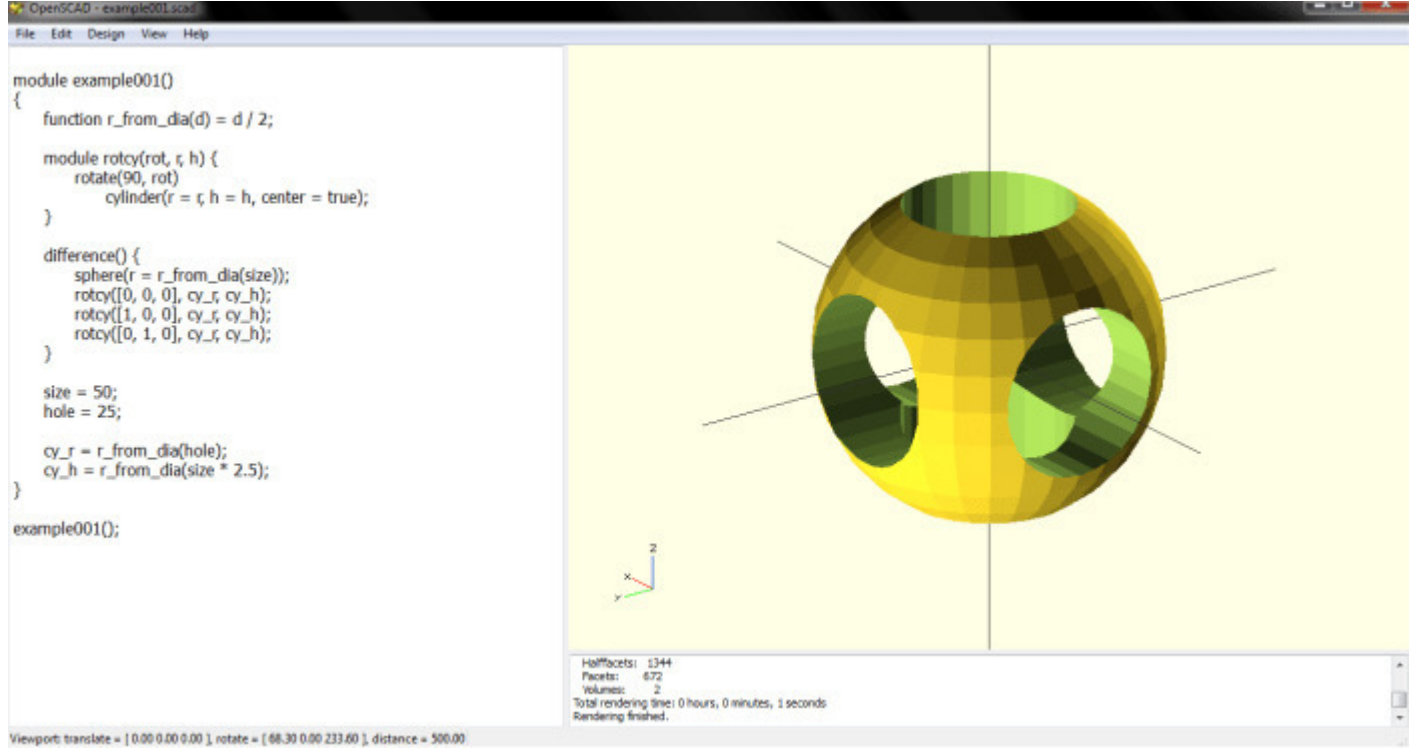 OpenSCAD - example001.scad
File Edit Design View Help
module example001()
{
function r_from_dia(d) = d / 2;
module rotcy(rot, r, h) {
rotate(90, rot)
cylinder(r = r, h = h, center = true);
}
difference() {
sphere(r = r_from_dia(size));
rotcy([0, 0, 0], cy_r, cy_h);
rotcy([1, 0, 0], cy_r, cy_h);
rotcy([0, 1, 0], cy_r, cy_h);
}
size = 50;
hole = 25;
cy_r = r_from_dia(hole);
cy_h = r_from_dia(size * 2.5);
}
example001();
z
x
y
Halffacets: 1344
Facets: 672
Volumes: 2
Total rendering time: 0 hours, 0 minutes, 1 seconds
Rendering finished.
Viewport: translate = [ 0.00 0.00 0.00 ], rotate = [ 68.30 0.00 233.60 ], distance = 500.00